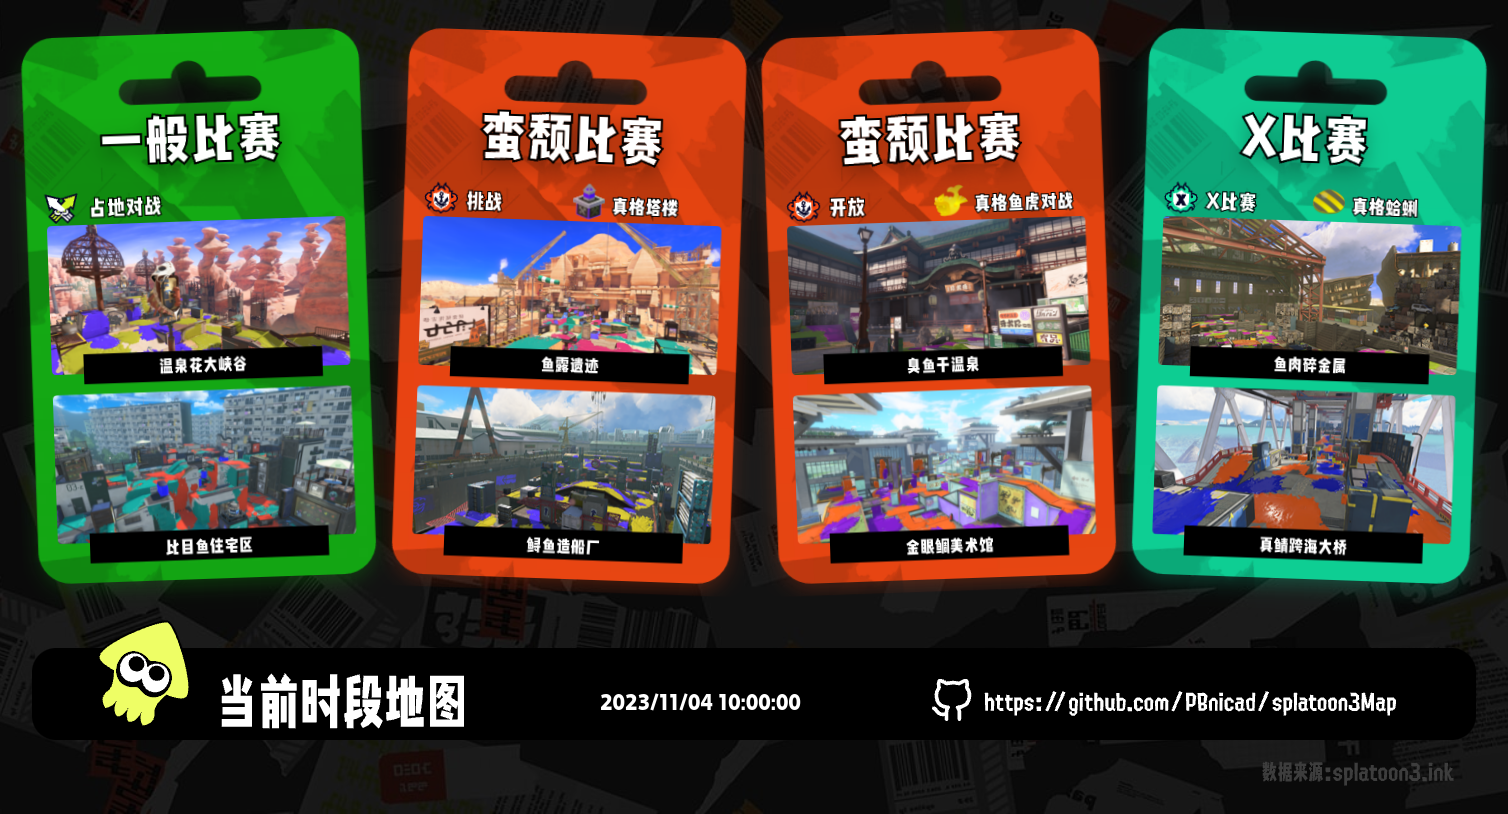 一般比赛
占地对战
温泉花大峡谷
比目鱼住宅区
蛮颓比赛
挑战
真格塔楼
鱼露遗迹
鲟鱼造船厂
蛮颓比赛
开放
真格鱼虎对战
臭鱼干温泉
金眼鲷美术馆
X比赛
X比赛
真格蛤蜊
鱼肉碎金属
真鲭跨海大桥
当前时段地图
2023/11/04 10:00:00
https://github.com/PBnicad/splatoon3Map
数据来源:splatoon3.ink